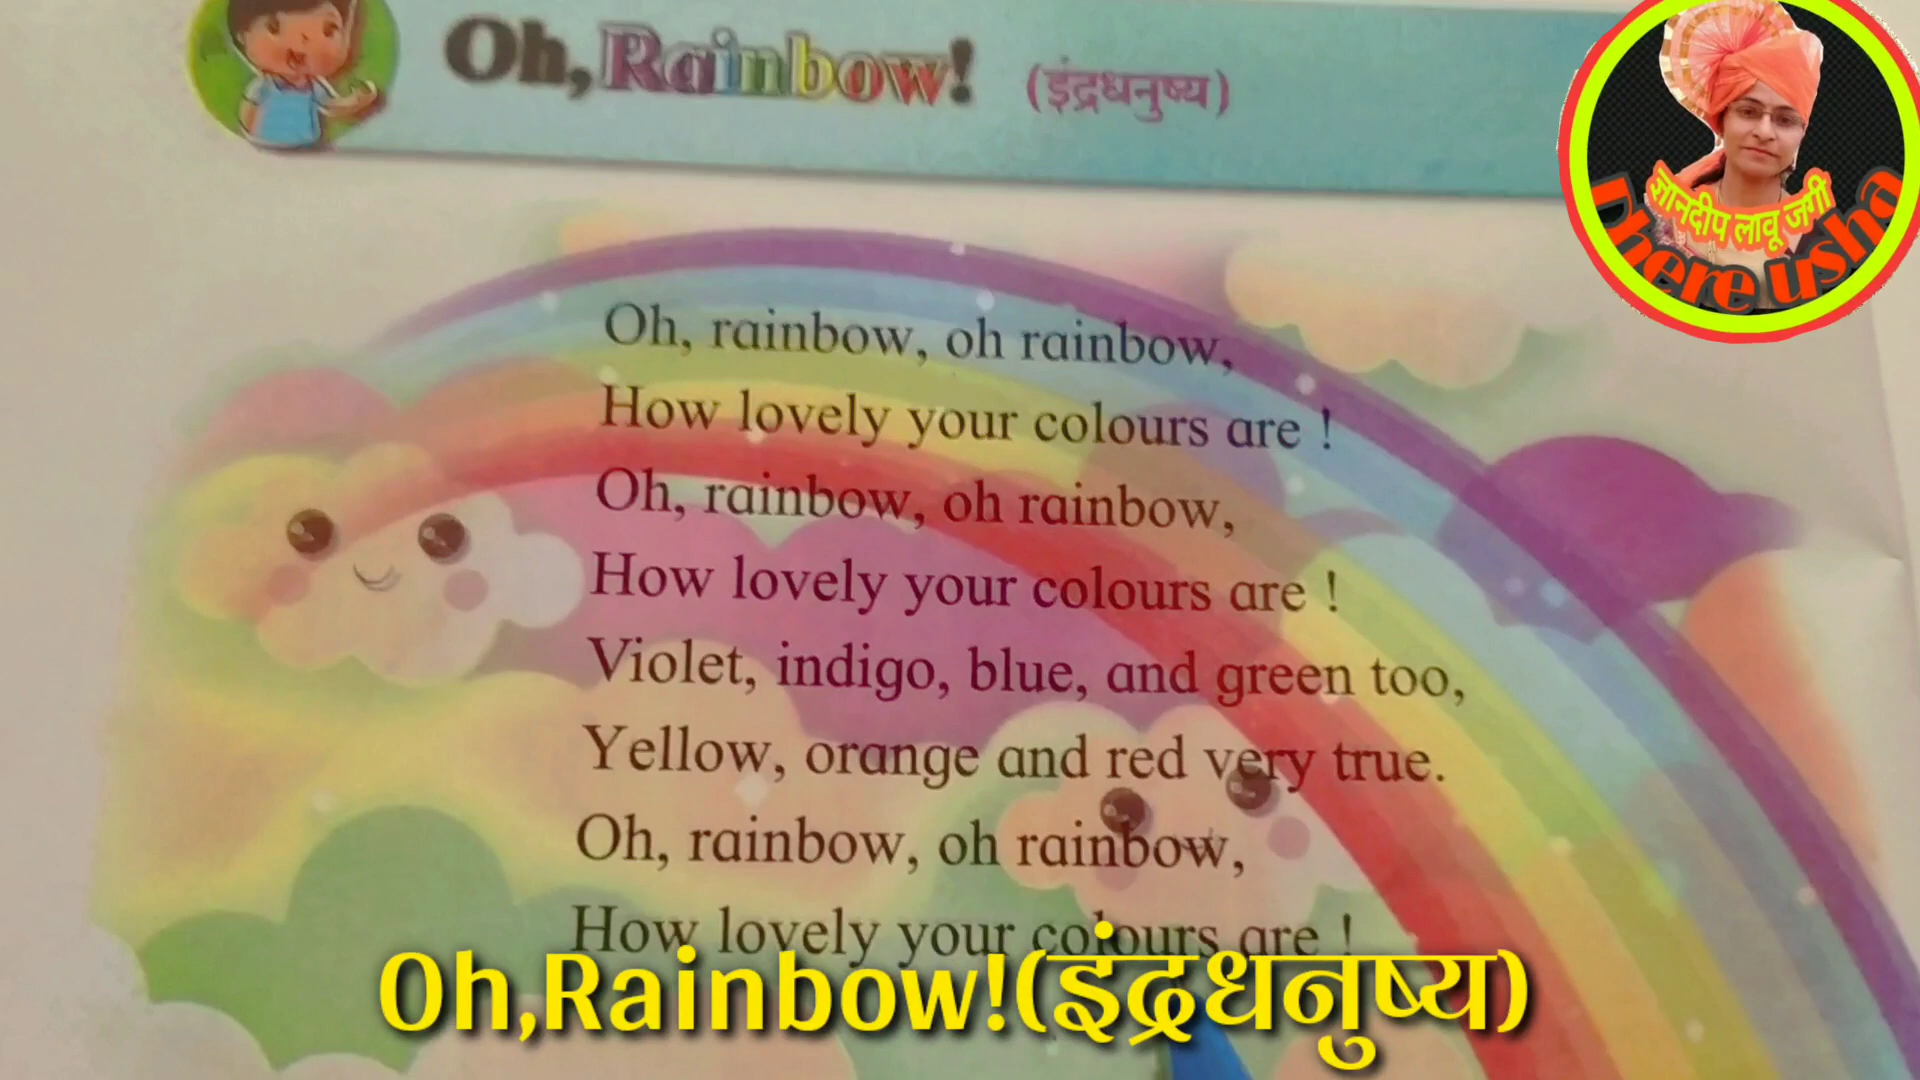 Oh, Rainbow! (इंद्रधनुष्य)
ज्ञानदीप लावू जगी
Dhere usha
Oh, rainbow, oh rainbow,
How lovely your colours are !
Oh, rainbow, oh rainbow,
How lovely your colours are !
Violet, indigo, blue, and green too,
Yellow, orange and red very true.
Oh, rainbow, oh rainbow,
How lovely your colours are !
Oh,Rainbow!(इंद्रधनुष्य)